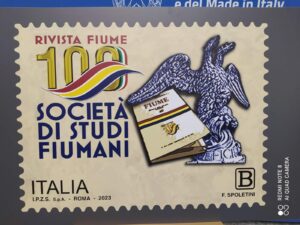 e del Made in Italy
RIVISTA FIUME
100
SOCIETÀ
DI STUDI
FIUMANI
FIUME
ITALIA
B
I.P.Z.S. S.p.A. - ROMA - 2023
F. SPOLETINI
REDMI NOTE 8
AI QUAD CAMERA